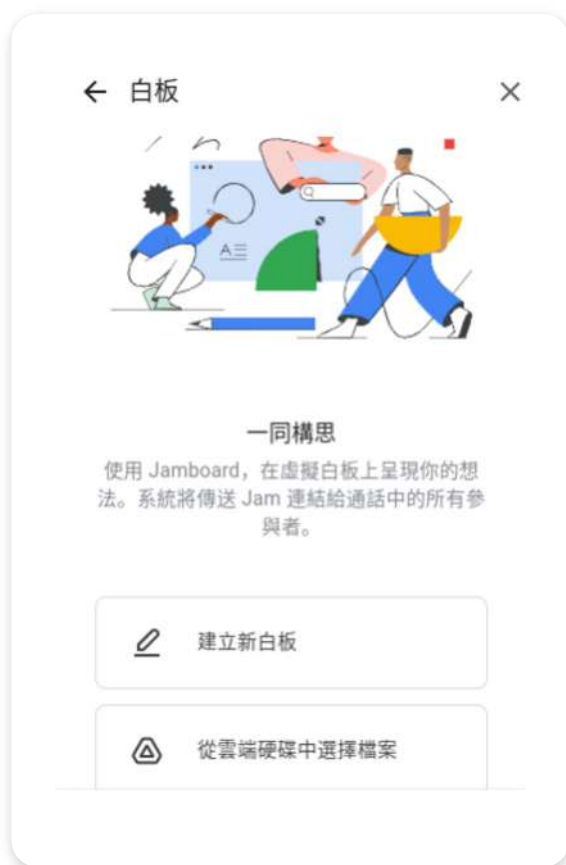 白板
A
一同構思
使用 Jamboard，在虛擬白板上呈現你的想
法。系統將傳送 Jam 連結給通話中的所有參
與者。
建立新白板
從雲端硬碟中選擇檔案